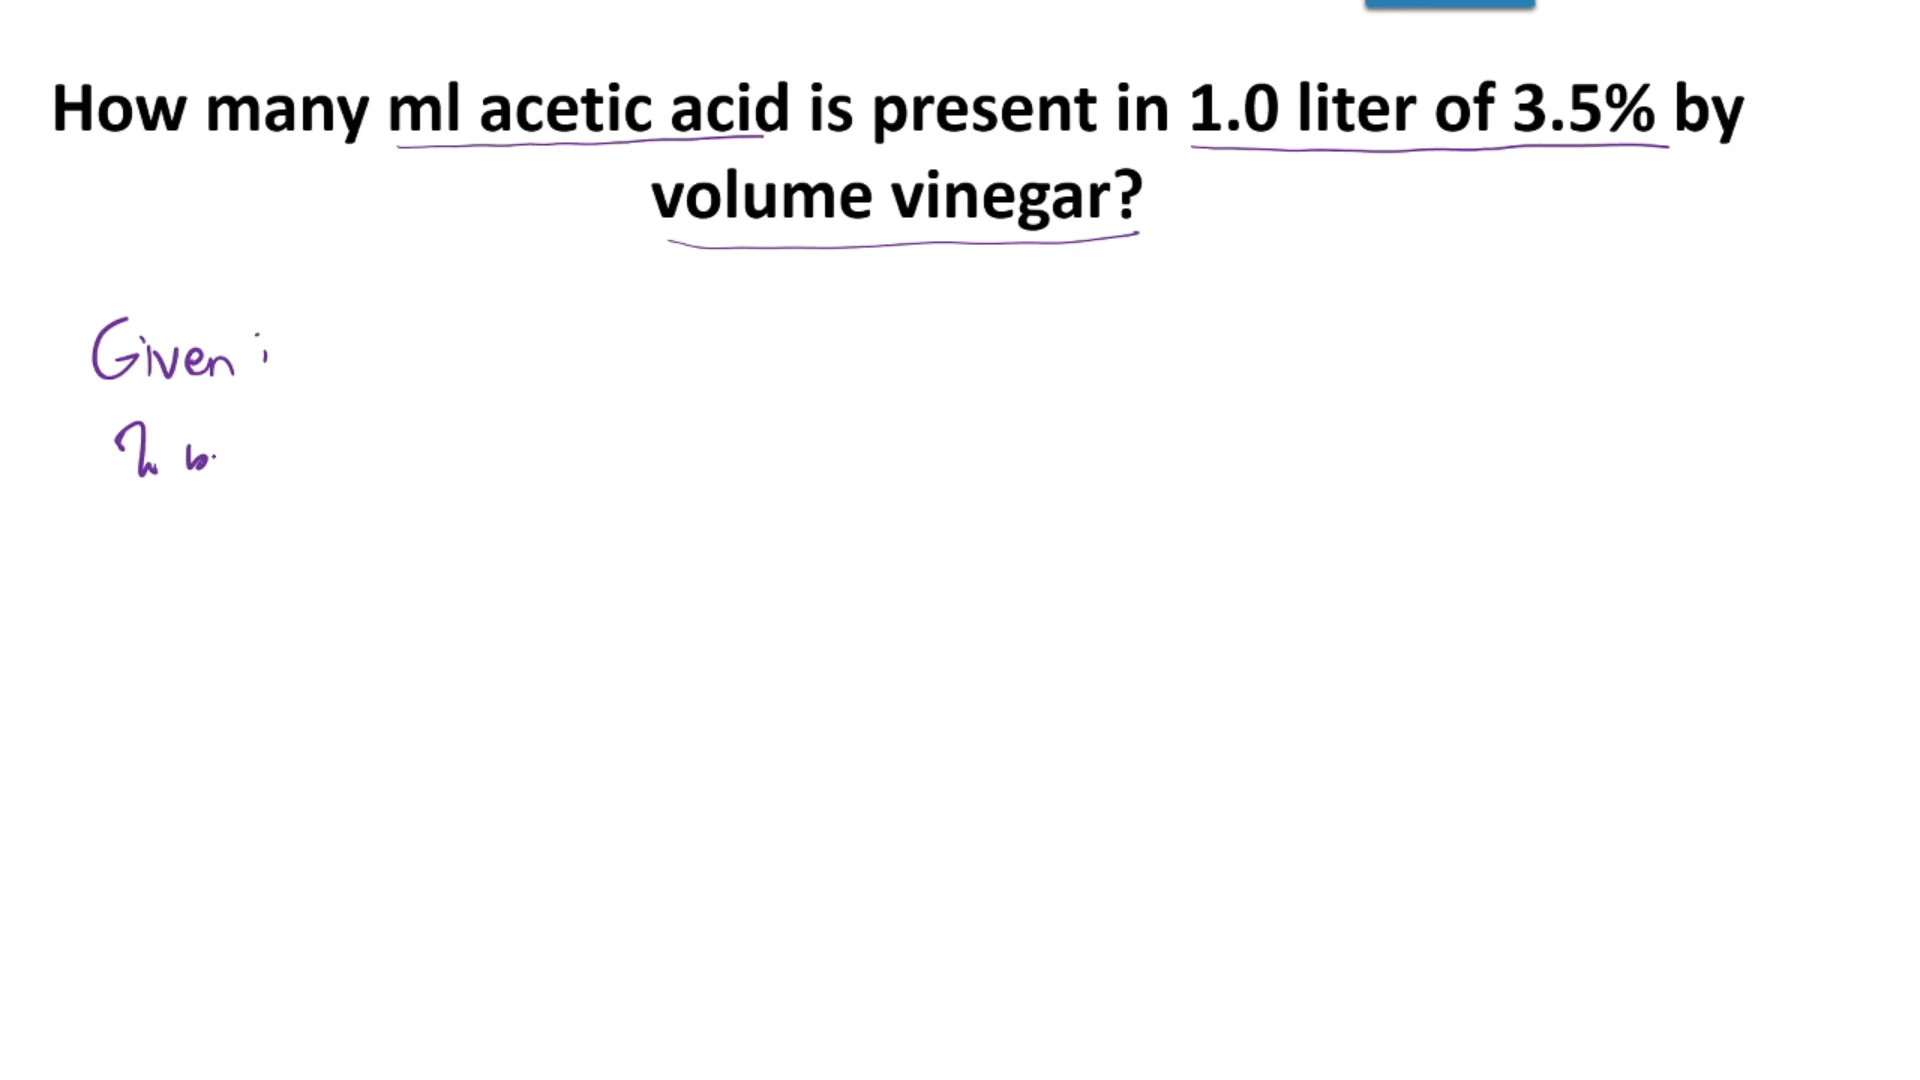 How many ml acetic acid is present in 1.0 liter of 3.5% by
volume vinegar?
Given :
% b